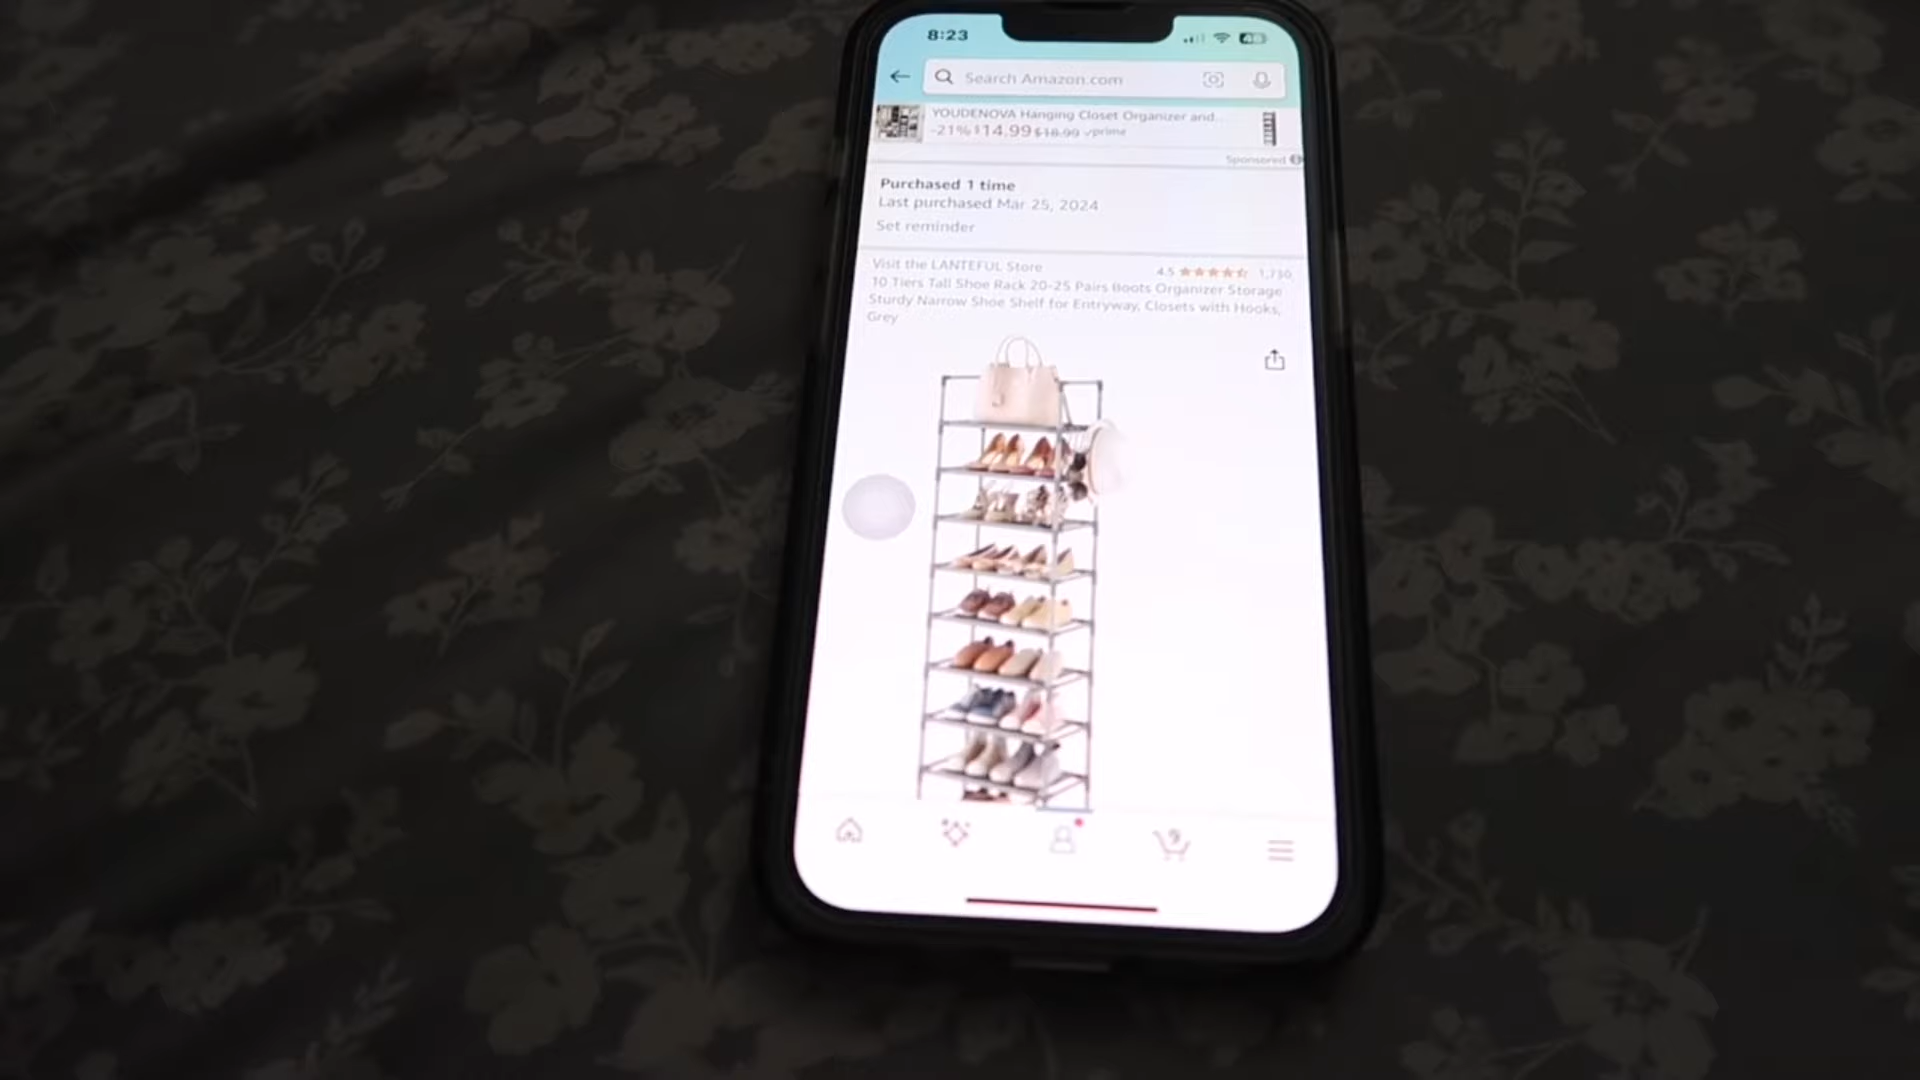 8:23
48
Search Amazon.com
YOUDENOVA Hanging Closet Organizer and...
-21% $14.99 $18.99 ✓prime
Sponsored
Purchased 1 time
Last purchased Mar 25, 2024
Set reminder
Visit the LANTEFUL Store
4.5
10 Tiers Tall Shoe Rack 20-25 Pairs Boots Organizer Storage
Sturdy Narrow Shoe Shelf for Entryway, Closets with Hooks,
Grey
9